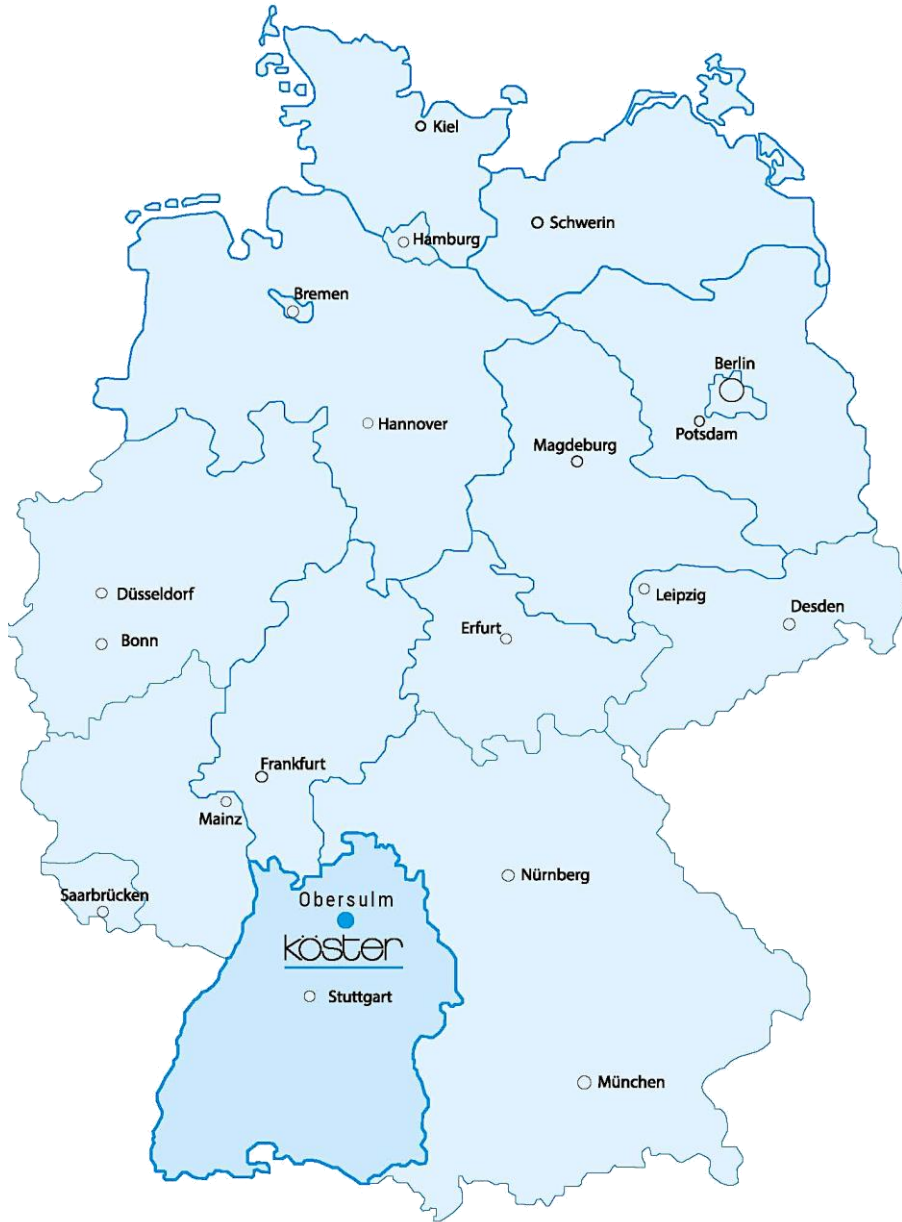 Kiel
Schwerin
Hamburg
Bremen
Berlin
Hannover
Potsdam
Magdeburg
Düsseldorf
Leipzig
Desden
Erfurt
Bonn
Frankfurt
Mainz
Nürnberg
Saarbrücken
Obersulm
köster
Stuttgart
München